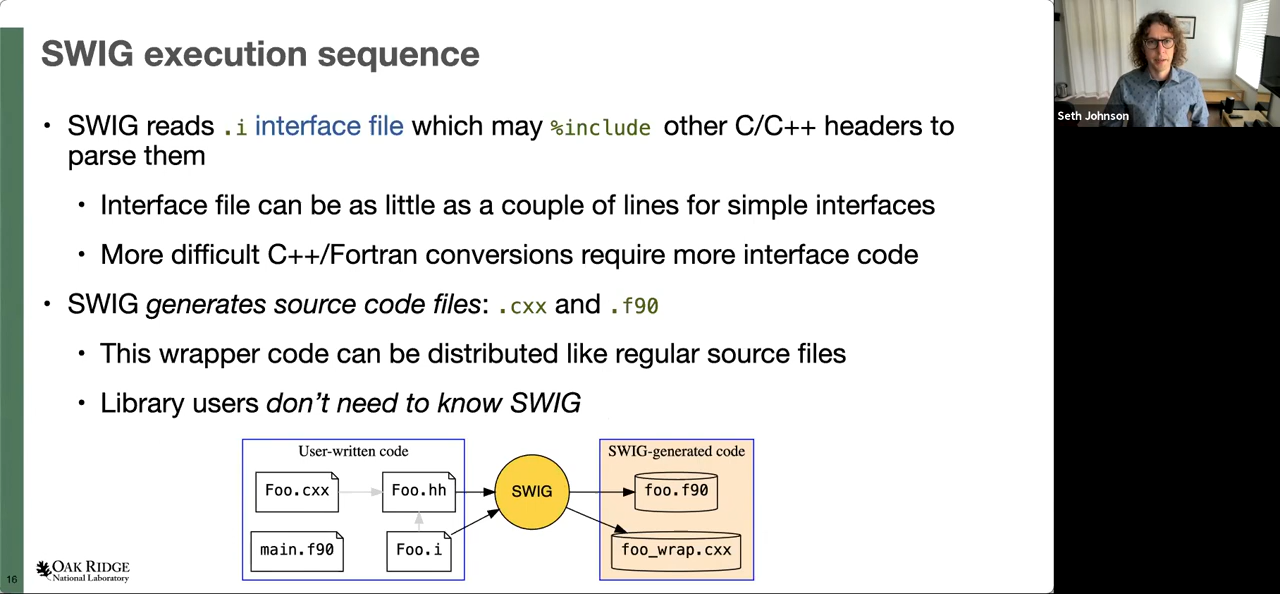 SWIG execution sequence
• SWIG reads .i interface file which may %include other C/C++ headers to
parse them
• Interface file can be as little as a couple of lines for simple interfaces
• More difficult C++/Fortran conversions require more interface code
• SWIG generates source code files: .cxx and .f90
• This wrapper code can be distributed like regular source files
• Library users don’t need to know SWIG
User-written code
Foo.cxx
Foo.hh
main.f90
Foo.i
SWIG
SWIG-generated code
foo.f90
foo_wrap.cxx
16
OAK RIDGE
National Laboratory
Seth Johnson